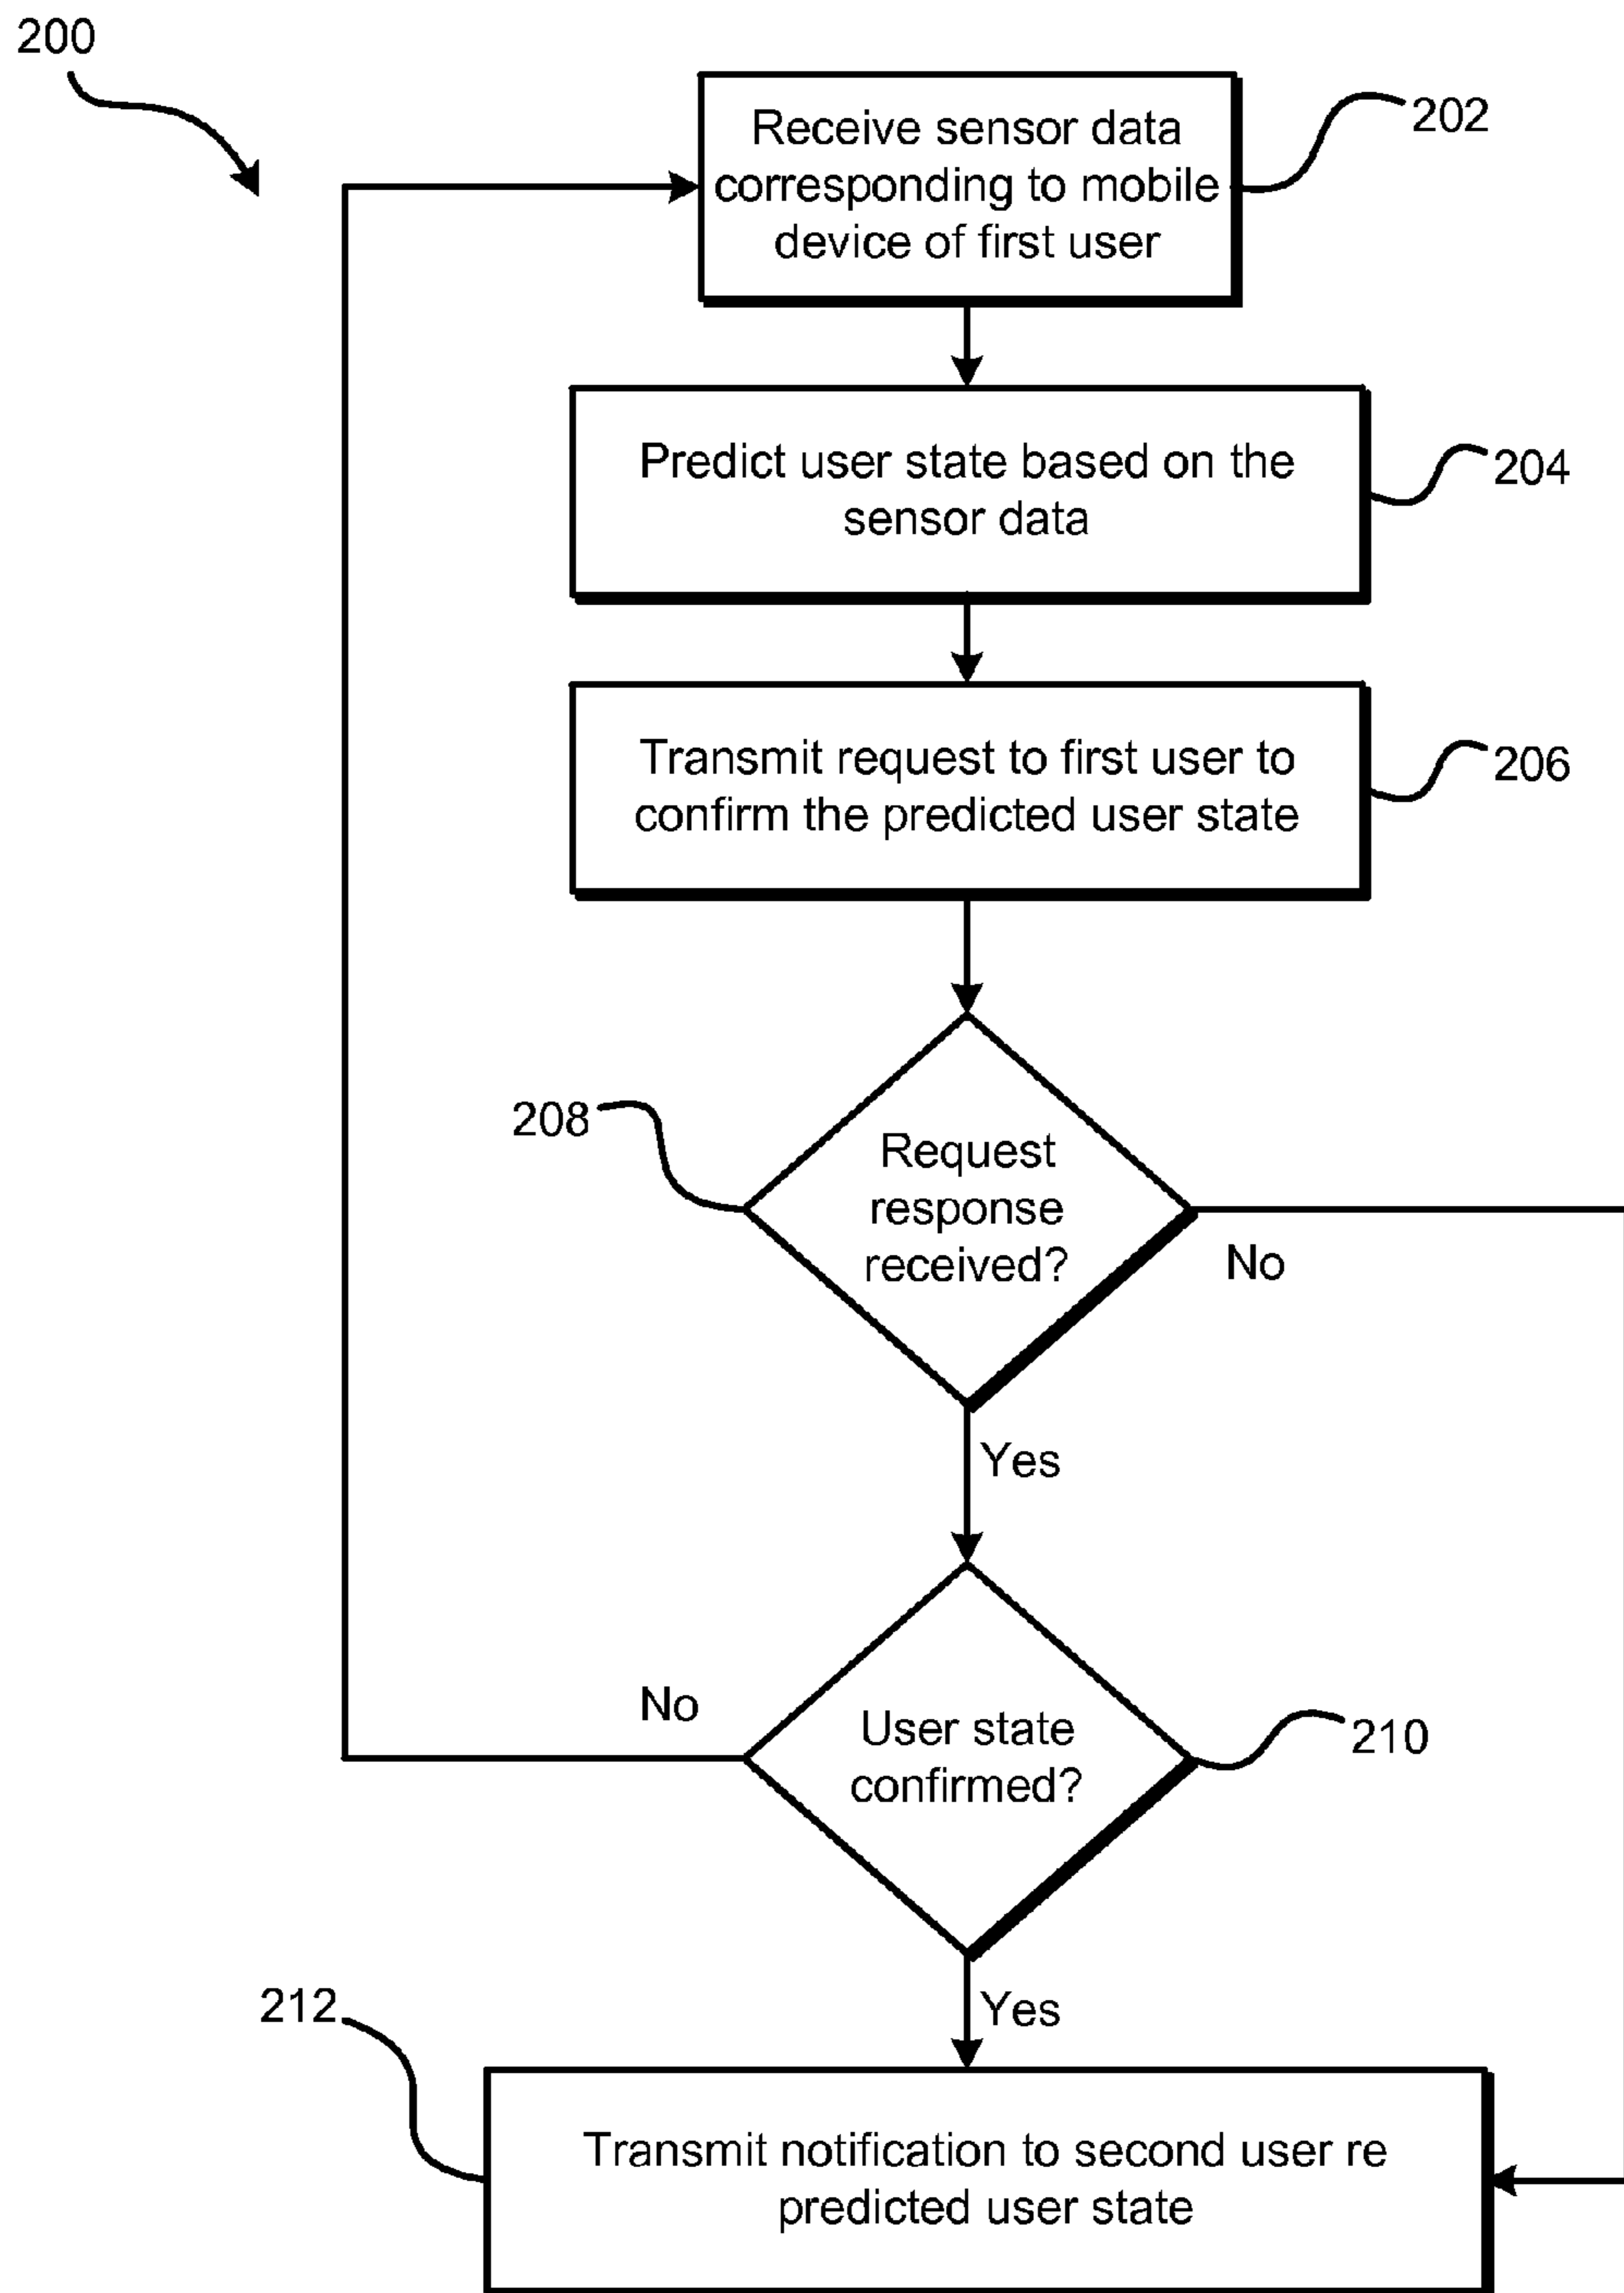 200
Receive sensor data
corresponding to mobile
device of first user
202
Predict user state based on the
sensor data
204
Transmit request to first user to
confirm the predicted user state
206
208
Request
response
received?
No
Yes
No
User state
confirmed?
210
Yes
212
Transmit notification to second user re
predicted user state